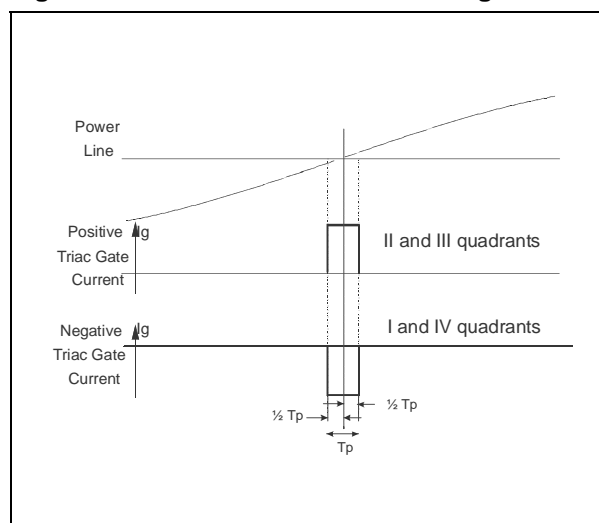 Power
Line
Positive Ig
Triac Gate
Current
II and III quadrants
Negative Ig
Triac Gate
Current
I and IV quadrants
½ Tp
½ Tp
Tp